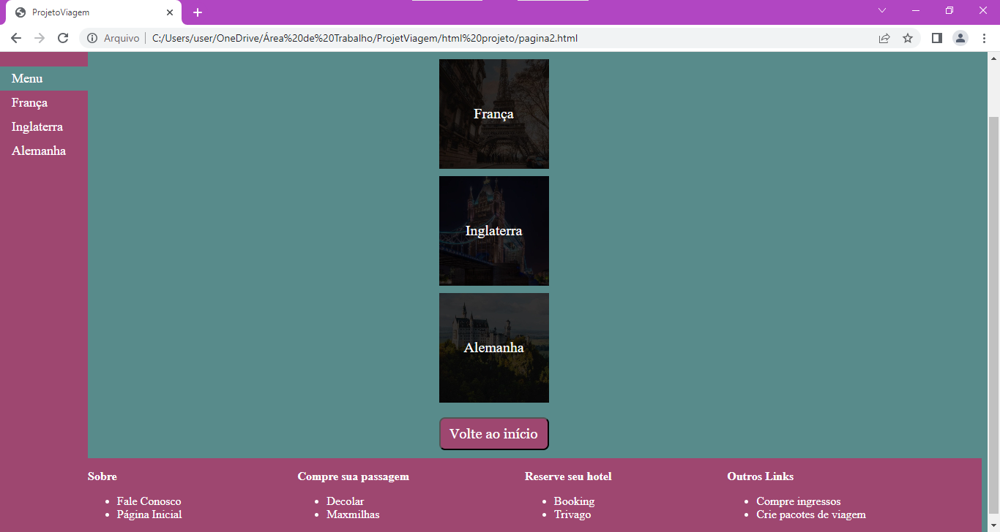 ProjetoViagem
Arquivo | C:/Users/user/OneDrive/Área%20de%20Trabalho/ProjetViagem/html%20projeto/pagina2.html
Menu
França
Inglaterra
Alemanha
França
Inglaterra
Alemanha
Volte ao início
Sobre
Fale Conosco
Página Inicial
Compre sua passagem
Decolar
Maxmilhas
Reserve seu hotel
Booking
Trivago
Outros Links
Compre ingressos
Crie pacotes de viagem